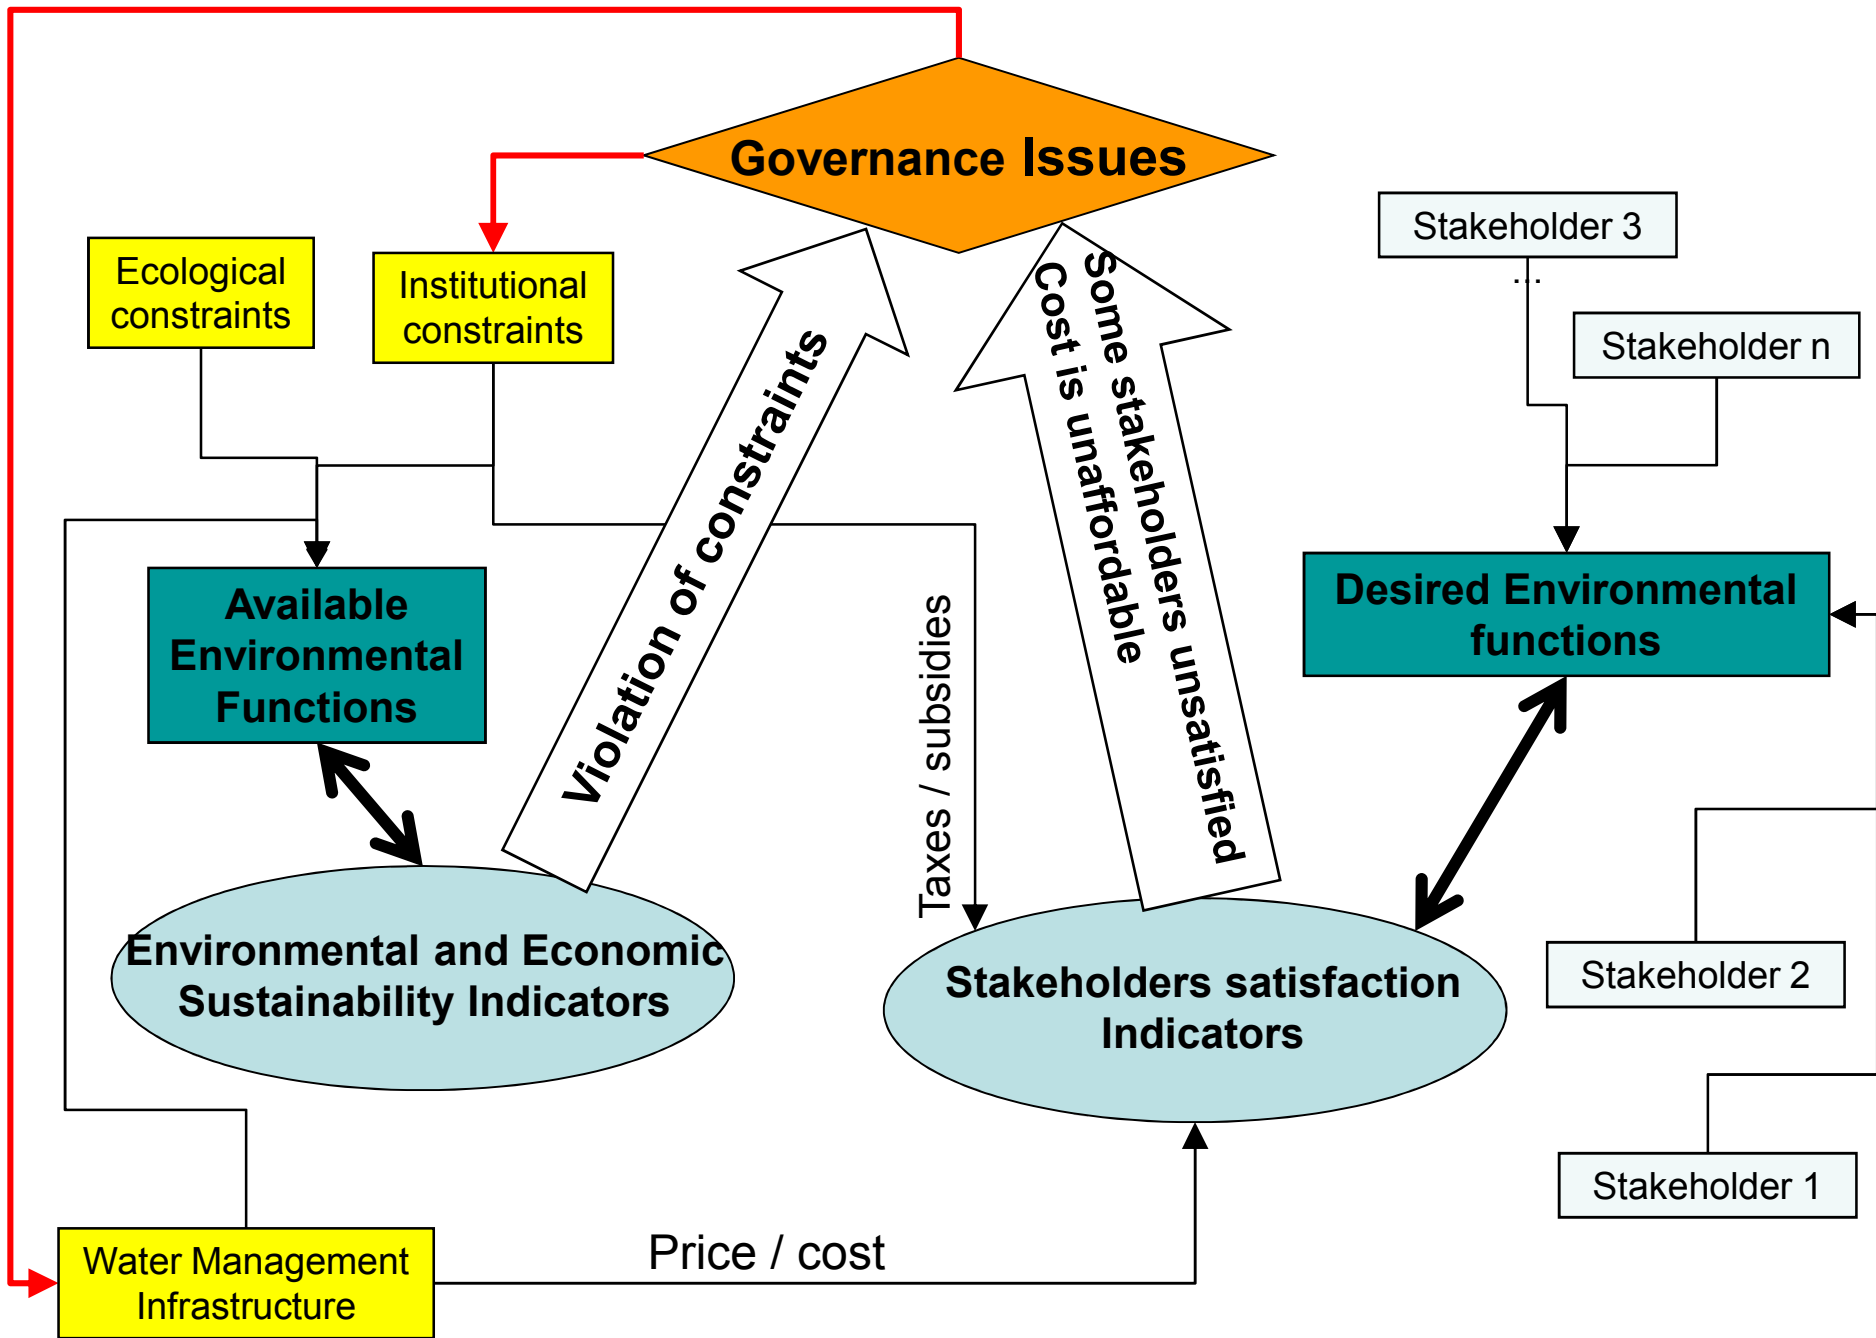 Governance Issues
Stakeholder 3
...
Ecological
constraints
Institutional
constraints
Stakeholder n
Violation of constraints
Some stakeholders unsatisfied
Cost is unaffordable
Available
Environmental
Functions
Desired Environmental
functions
Taxes / subsidies
Environmental and Economic
Sustainability Indicators
Stakeholders satisfaction
Indicators
Stakeholder 2
Stakeholder 1
Water Management
Infrastructure
Price / cost